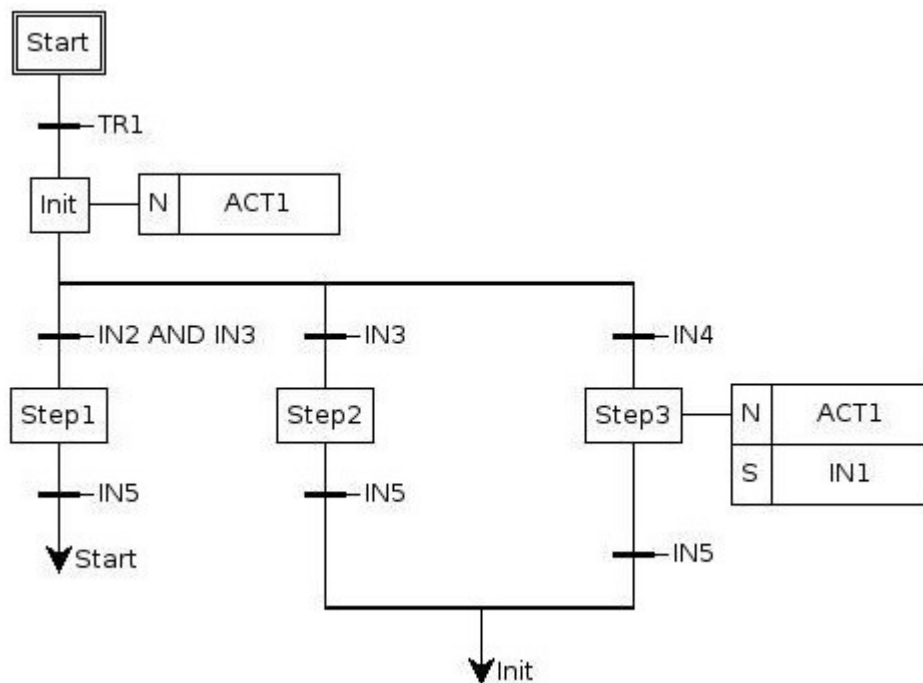 Start
TR1
Init
N ACT1
IN2 AND IN3
IN3
IN4
Step1
Step2
Step3
N ACT1
S IN1
IN5
IN5
IN5
Start
Init